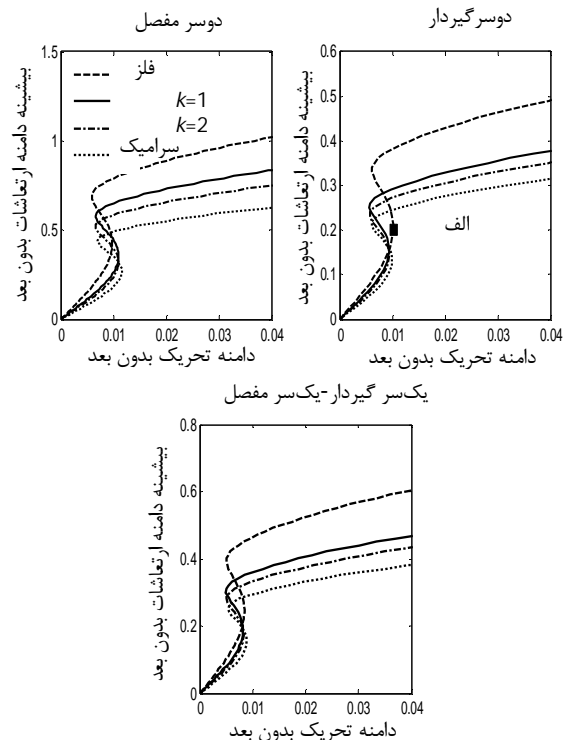 دوسر مفصل
بیشینه دامنه ارتعاشات بدون بعد
1.5
1
0.5
0
فلز
k=1
k=2
سرامیک
0 0.01 0.02 0.03 0.04
دامنه تحریک بدون بعد
دوسرگیردار
بیشینه دامنه ارتعاشات بدون بعد
0.6
0.5
0.4
0.3
0.2
0.1
0
الف
0 0.01 0.02 0.03 0.04
دامنه تحریک بدون بعد
یک‌سر گیردار-یک‌سر مفصل
بیشینه دامنه ارتعاشات بدون بعد
0.8
0.6
0.4
0.2
0
0 0.01 0.02 0.03 0.04
دامنه تحریک بدون بعد